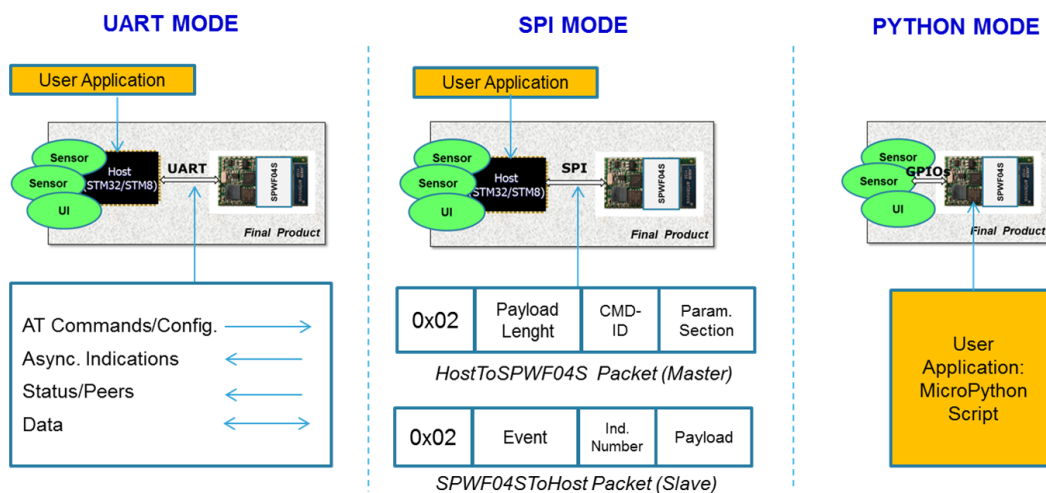 UART MODE
User Application
Sensor
Sensor
UI
Host
(STM32/STM8)
UART
SPWF04S
Final Product
AT Commands/Config.
Async. Indications
Status/Peers
Data
SPI MODE
User Application
Sensor
Sensor
UI
Host
(STM32/STM8)
SPI
SPWF04S
Final Product
0x02
Payload
Lenght
CMD-
ID
Param.
Section
HostToSPWF04S Packet (Master)
0x02
Event
Ind.
Number
Payload
SPWF04SToHost Packet (Slave)
PYTHON MODE
Sensor
Sensor
UI
GPIOs
SPWF04S
Final Product
User
Application:
MicroPython
Script